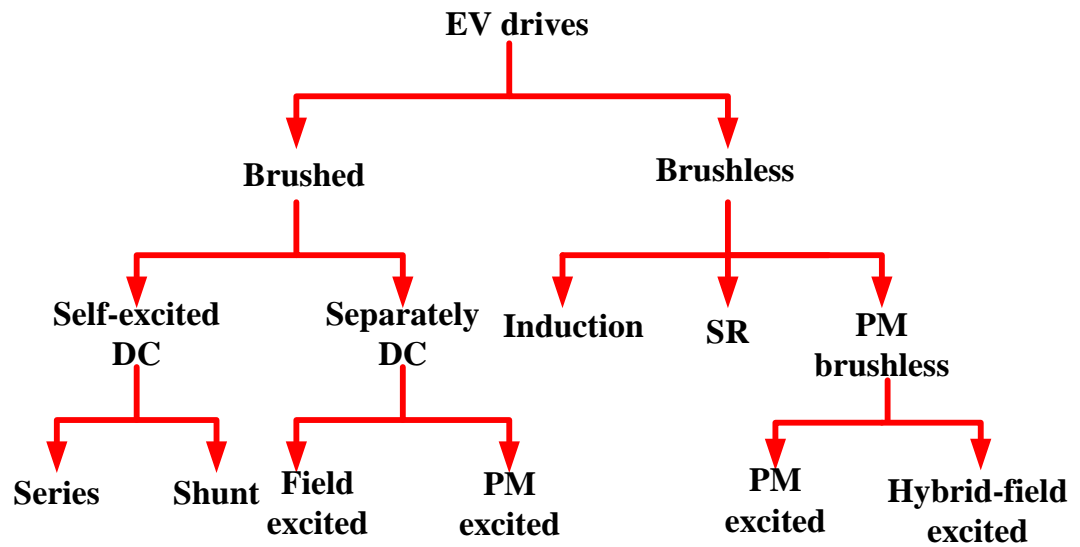 EV drives
Brushed
Brushless
Self-excited
DC
Separately
DC
Induction
SR
PM
brushless
Series
Shunt
Field
excited
PM
excited
PM
excited
Hybrid-field
excited